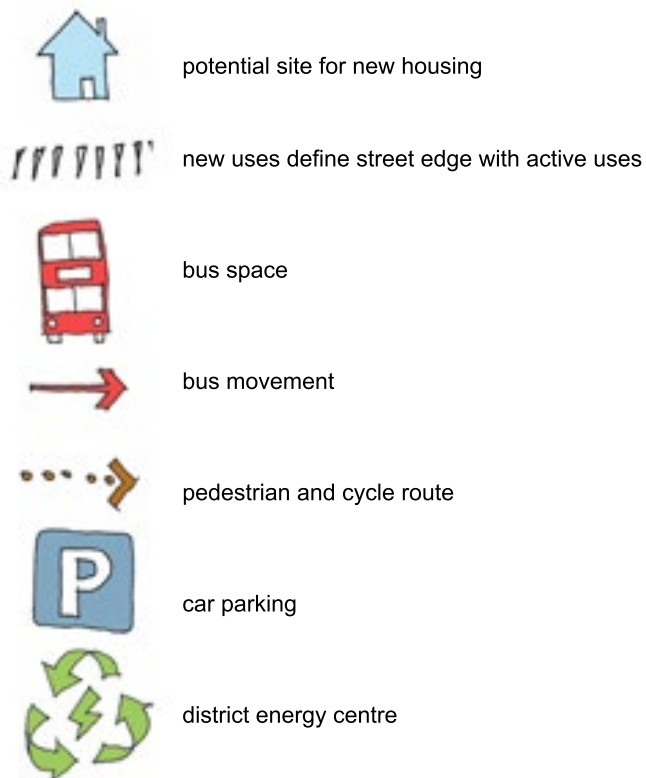 potential site for new housing
new uses define street edge with active uses
bus space
bus movement
pedestrian and cycle route
P
car parking
district energy centre